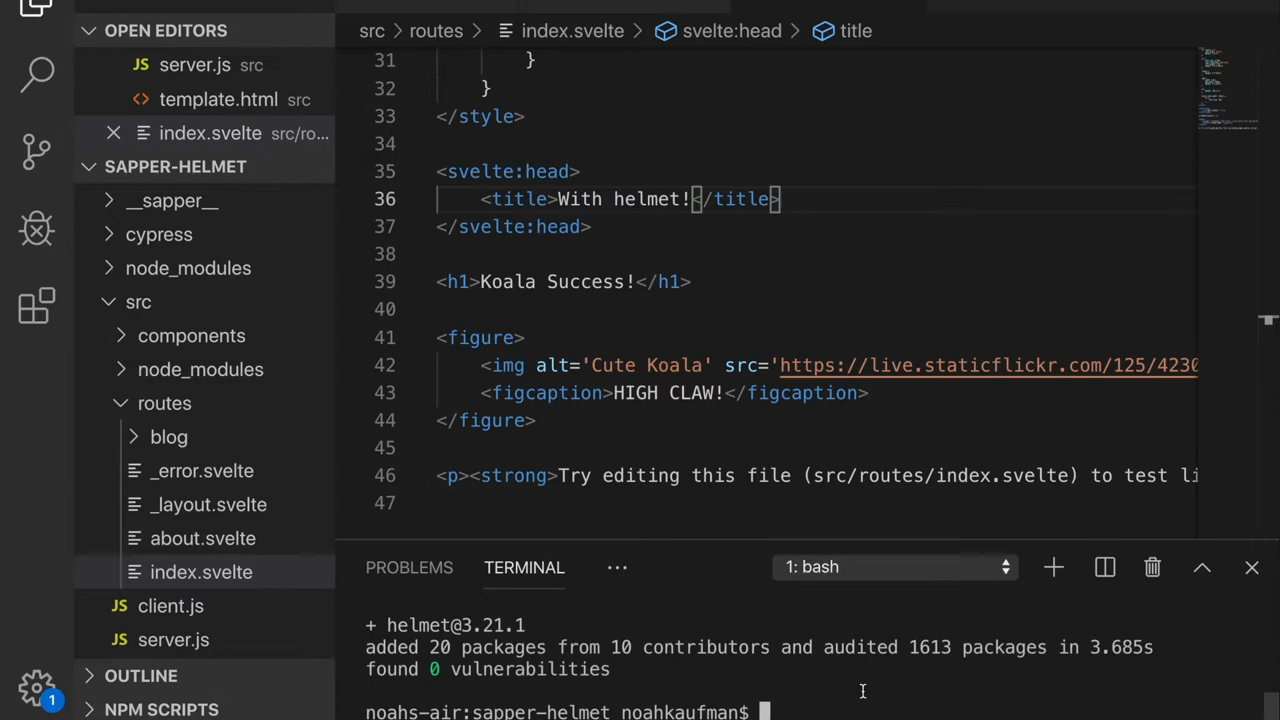 OPEN EDITORS
JS server.js src
<> template.html src
index.svelte src/ro...
SAPPER-HELMET
__sapper__
cypress
node_modules
src
components
node_modules
routes
blog
_error.svelte
_layout.svelte
about.svelte
index.svelte
JS client.js
JS server.js
OUTLINE
NPM SCRIPTS
1
src > routes > index.svelte > svelte:head > title
31 }
32 }
33 </style>
34
35 <svelte:head>
36 <title>With helmet!</title>
37 </svelte:head>
38
39 <h1>Koala Success!</h1>
40
41 <figure>
42 <img alt='Cute Koala' src='https://live.staticflickr.com/125/4230
43 <figcaption>HIGH CLAW!</figcaption>
44 </figure>
45
46 <p><strong>Try editing this file (src/routes/index.svelte) to test li
47
PROBLEMS TERMINAL ... 1: bash
+ helmet@3.21.1
added 20 packages from 10 contributors and audited 1613 packages in 3.685s
found 0 vulnerabilities
noahs-air:sapper-helmet noahkaufman$